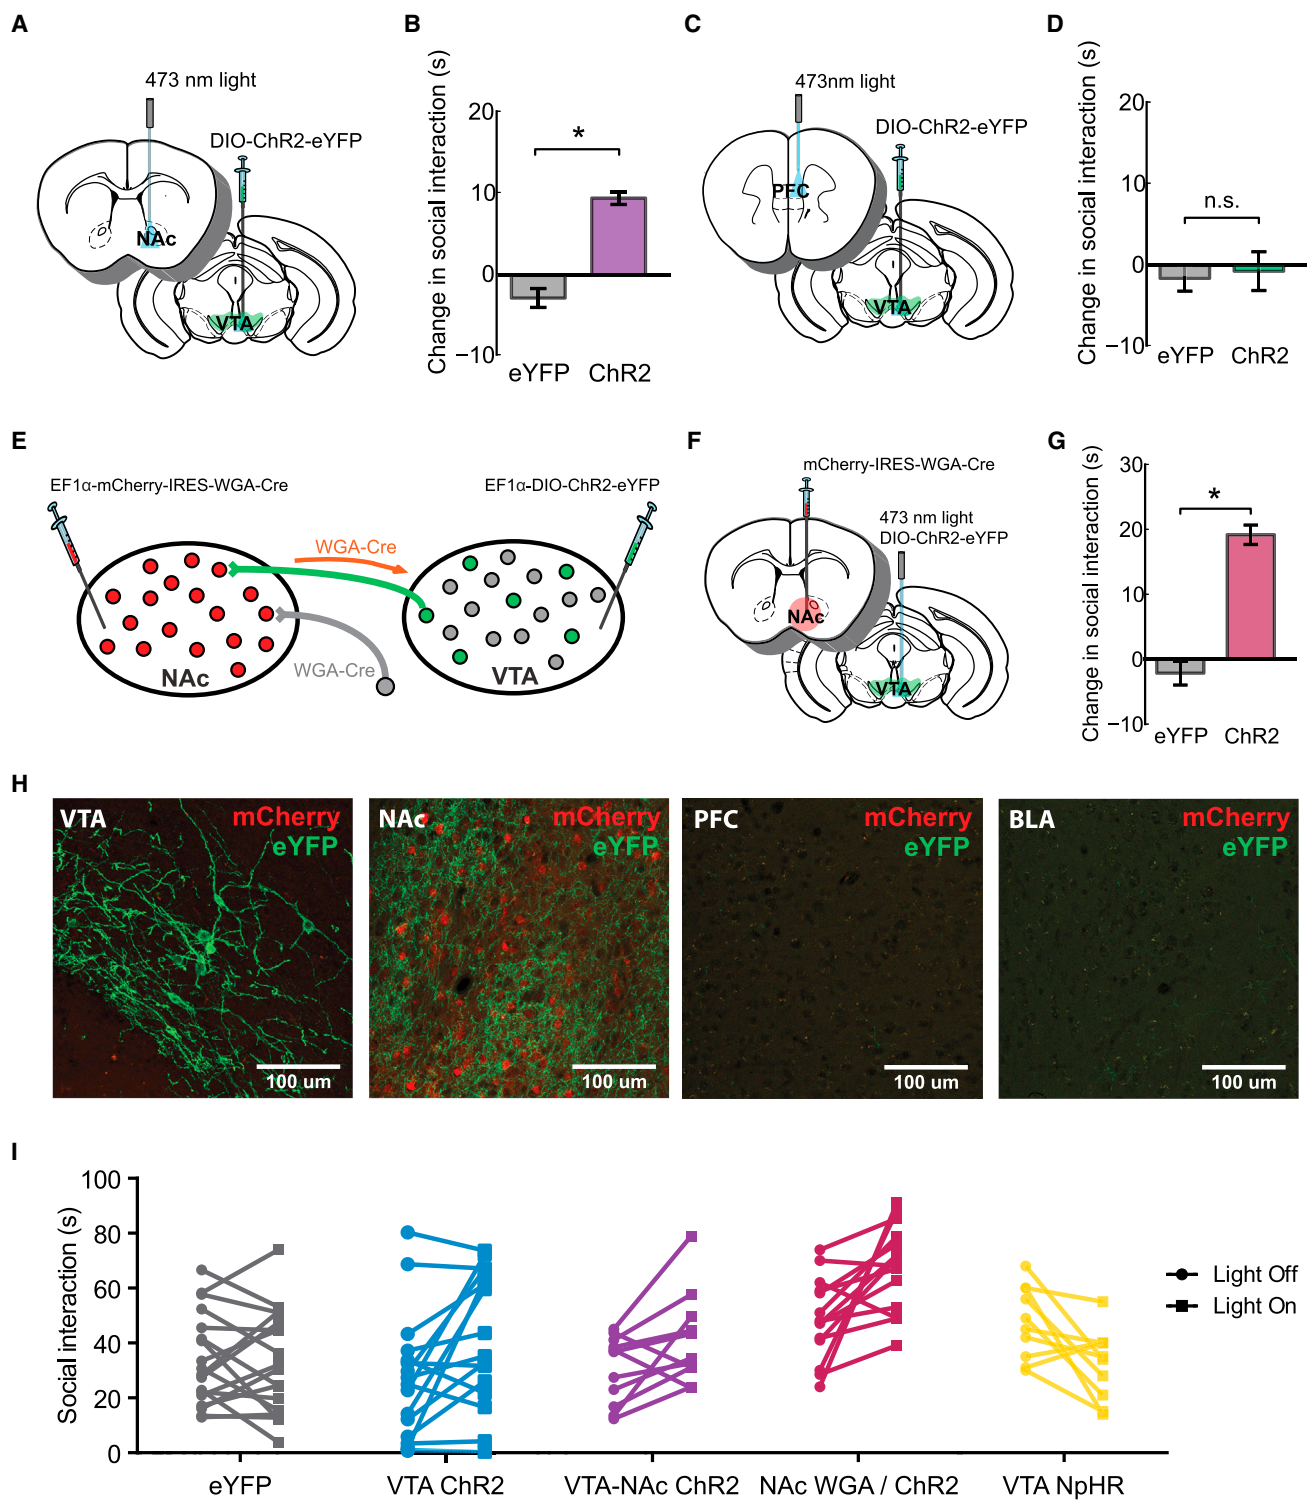 A
473 nm light
DIO-ChR2-eYFP
NAc
VTA
B
Change in social interaction (s)
20
10
0
−10
*
eYFP
ChR2
C
473nm light
DIO-ChR2-eYFP
PFC
VTA
D
Change in social interaction (s)
20
10
0
−10
n.s.
eYFP
ChR2
E
EF1α-mCherry-IRES-WGA-Cre
EF1α-DIO-ChR2-eYFP
WGA-Cre
WGA-Cre
NAc
VTA
F
mCherry-IRES-WGA-Cre
473 nm light
DIO-ChR2-eYFP
NAc
VTA
G
Change in social interaction (s)
30
20
10
0
−10
*
eYFP
ChR2
H
VTA
mCherry
eYFP
100 um
NAc
mCherry
eYFP
100 um
PFC
mCherry
eYFP
100 um
BLA
mCherry
eYFP
100 um
I
Social interaction (s)
100
80
60
40
20
0
eYFP
VTA ChR2
VTA-NAc ChR2
NAc WGA / ChR2
VTA NpHR
Light Off
Light On